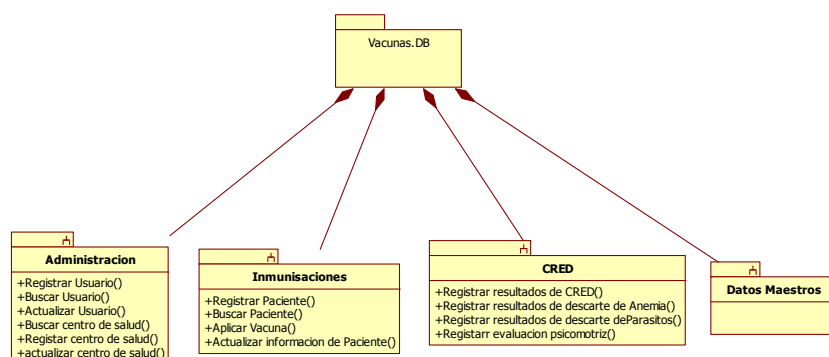 Vacunas.DB
Administracion
+Registrar Usuario()
+Buscar Usuario()
+Actualizar Usuario()
+Buscar centro de salud()
+Registar centro de salud()
+actualizar centro de salud()
Inmunisaciones
+Registrar Paciente()
+Buscar Paciente()
+Aplicar Vacuna()
+Actualizar informacion de Paciente()
CRED
+Registrar resultados de CRED()
+Registrar resultados de descarte de Anemia()
+Registrar resultados de descarte deParasitos()
+Registarr evaluacion psicomotriz()
Datos Maestros